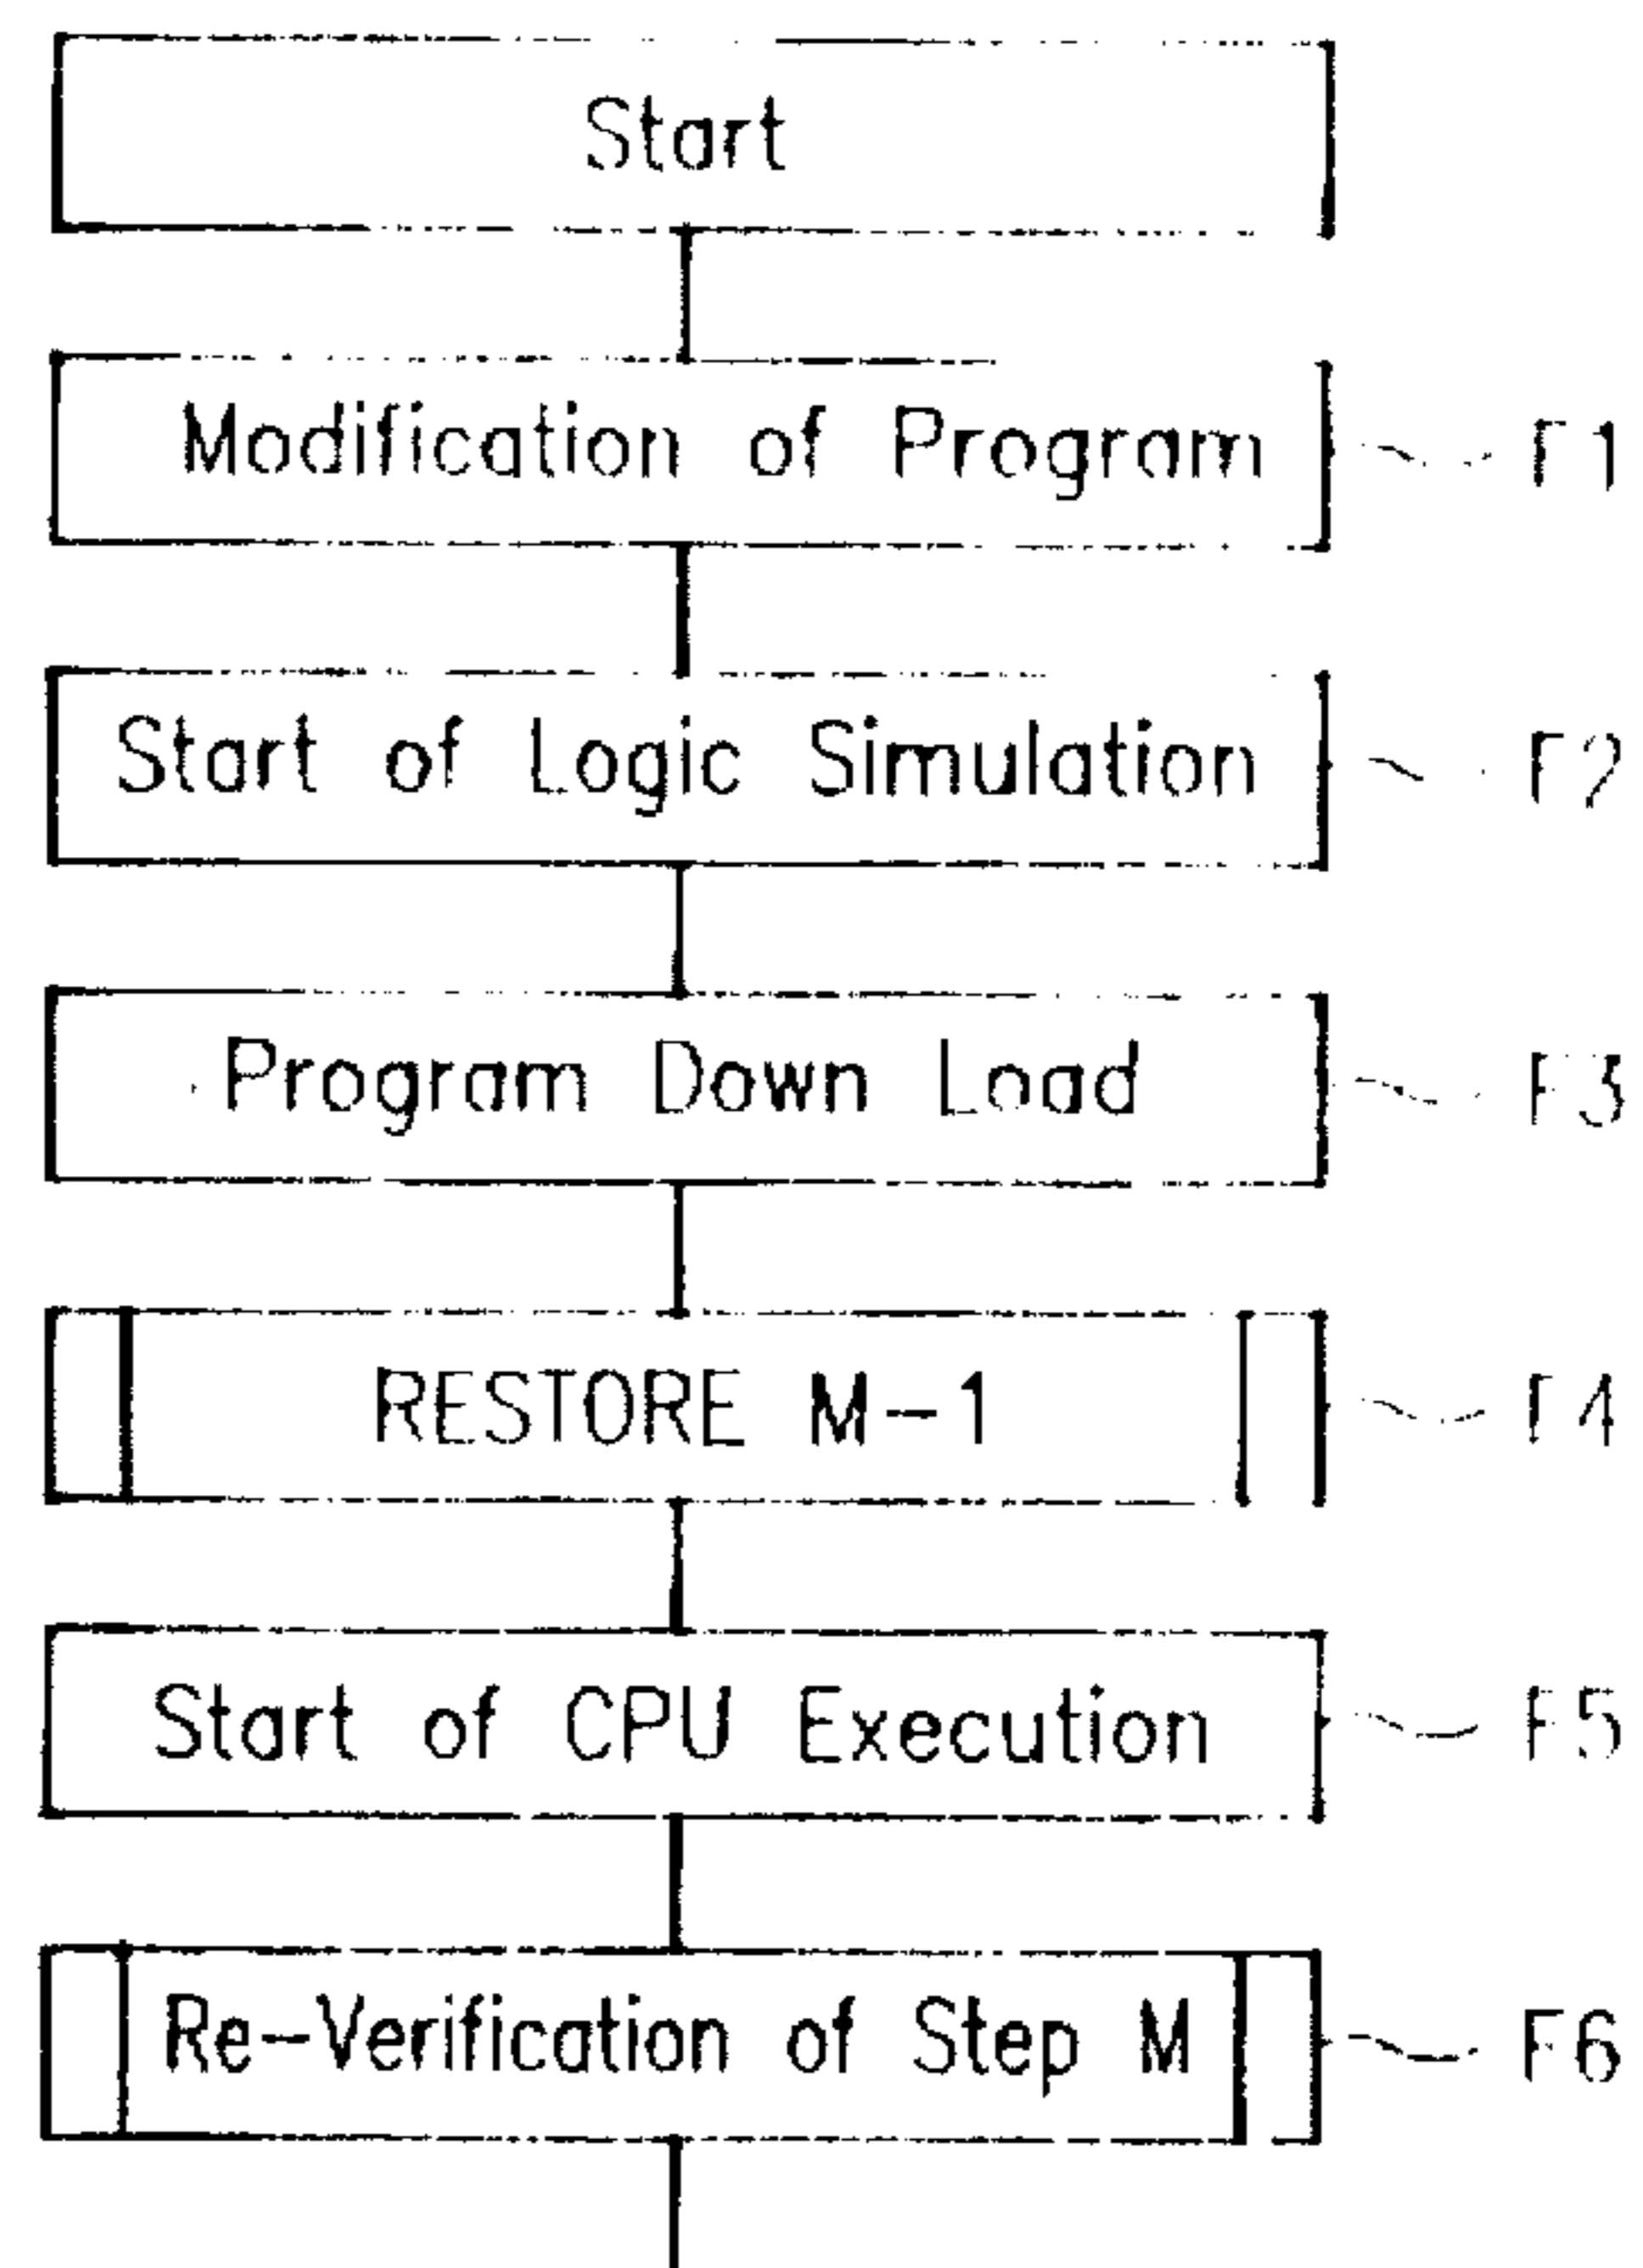 Start
Modification of Program F1
Start of Logic Simulation F2
Program Down Load F3
RESTORE M-1 F4
Start of CPU Execution F5
Re-Verification of Step M F6